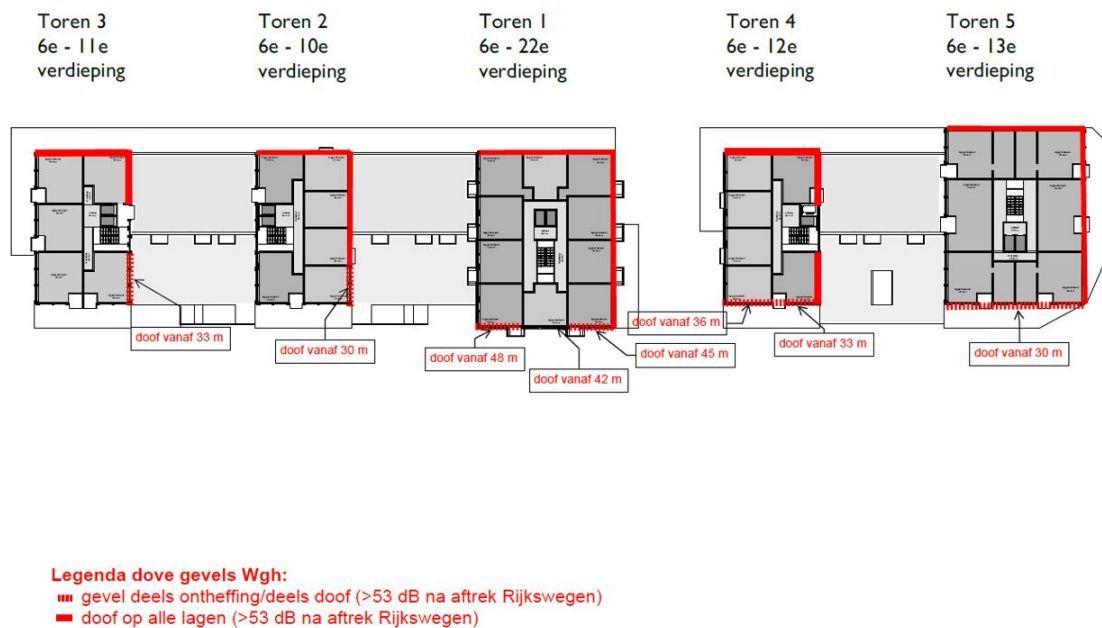 Toren 3
6e - 11e
verdieping
Toren 2
6e - 10e
verdieping
Toren 1
6e - 22e
verdieping
Toren 4
6e - 12e
verdieping
Toren 5
6e - 13e
verdieping
doof vanaf 33 m
doof vanaf 30 m
doof vanaf 48 m
doof vanaf 42 m
doof vanaf 45 m
doof vanaf 36 m
doof vanaf 33 m
doof vanaf 30 m
Legenda dove gevels Wgh:
gevel deels ontheffing/deels doof (>53 dB na aftrek Rijkswegen)
doof op alle lagen (>53 dB na aftrek Rijkswegen)